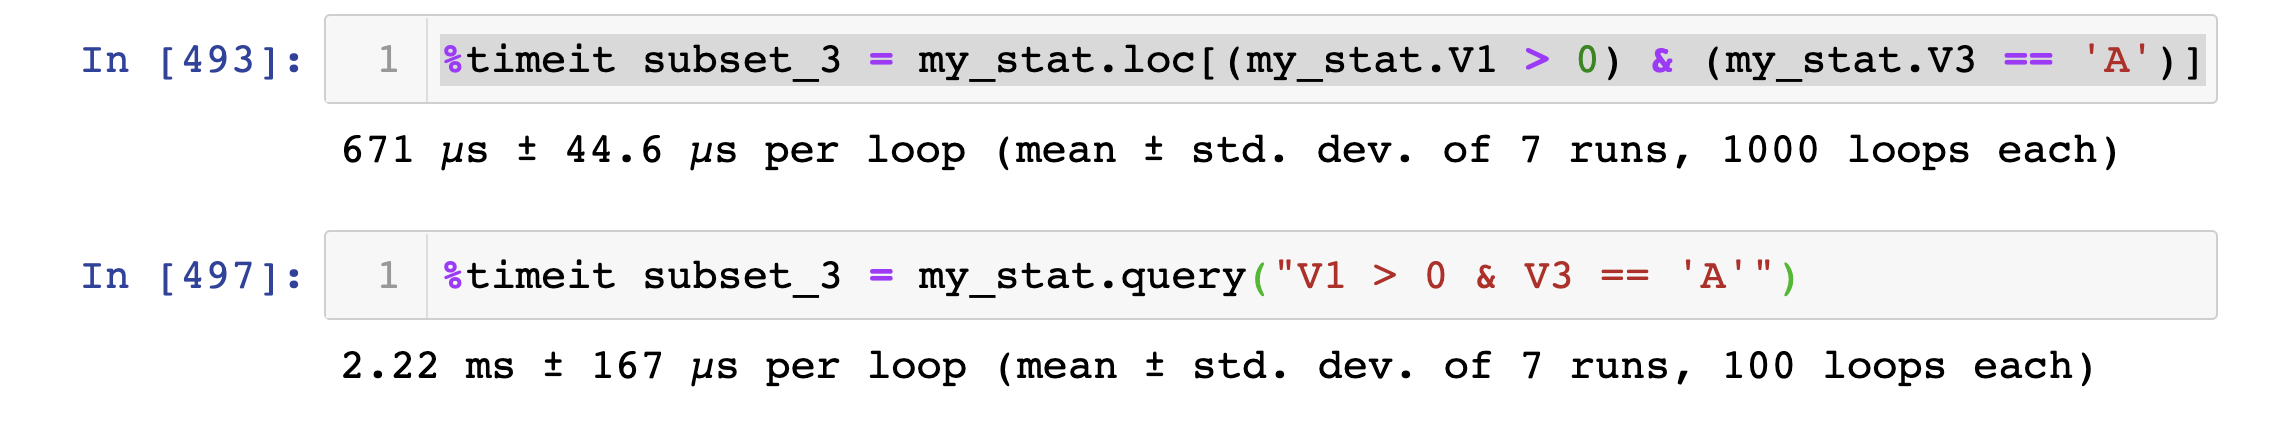 In [493]: 1 %timeit subset_3 = my_stat.loc[(my_stat.V1 > 0) & (my_stat.V3 == 'A')]
671 µs ± 44.6 µs per loop (mean ± std. dev. of 7 runs, 1000 loops each)
In [497]: 1 %timeit subset_3 = my_stat.query("V1 > 0 & V3 == 'A'")
2.22 ms ± 167 µs per loop (mean ± std. dev. of 7 runs, 100 loops each)